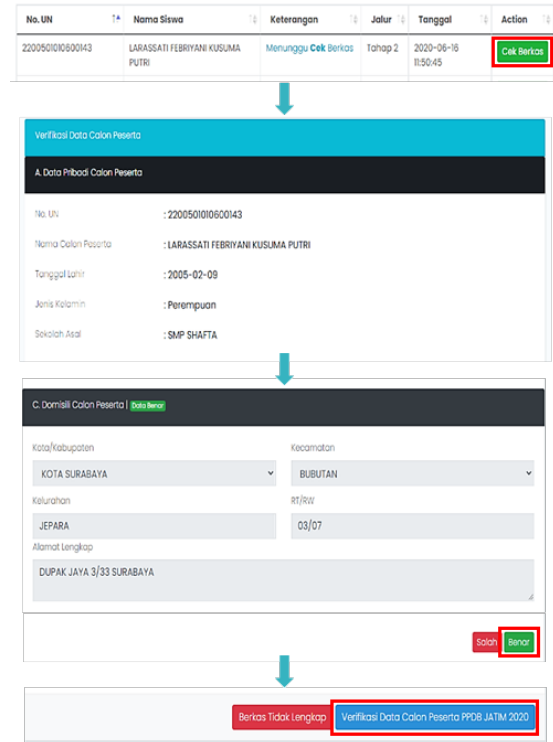 No. UN Nama Siswa Keterangan Jalur Tanggal Action
2200501010600143 LARASSATI FEBRIYANI KUSUMA Menunggu Cek Berkas Tahap 2 2020-06-16 Cek Berkas
PUTRI 11:50:45
Verifikasi Data Calon Peserta
A. Data Pribadi Calon Peserta
No. UN : 2200501010600143
Nama Calon Peserta : LARASSATI FEBRIYANI KUSUMA PUTRI
Tanggal Lahir : 2005-02-09
Jenis Kelamin : Perempuan
Sekolah Asal : SMP SHAFTA
C. Domisili Calon Peserta | Data Benar
Kota/Kabupaten Kecamatan
KOTA SURABAYA BUBUTAN
Kelurahan RT/RW
JEPARA 03/07
Alamat Lengkap
DUPAK JAYA 3/33 SURABAYA
Salah Benar
Berkas Tidak Lengkap Verifikasi Data Calon Peserta PPDB JATIM 2020